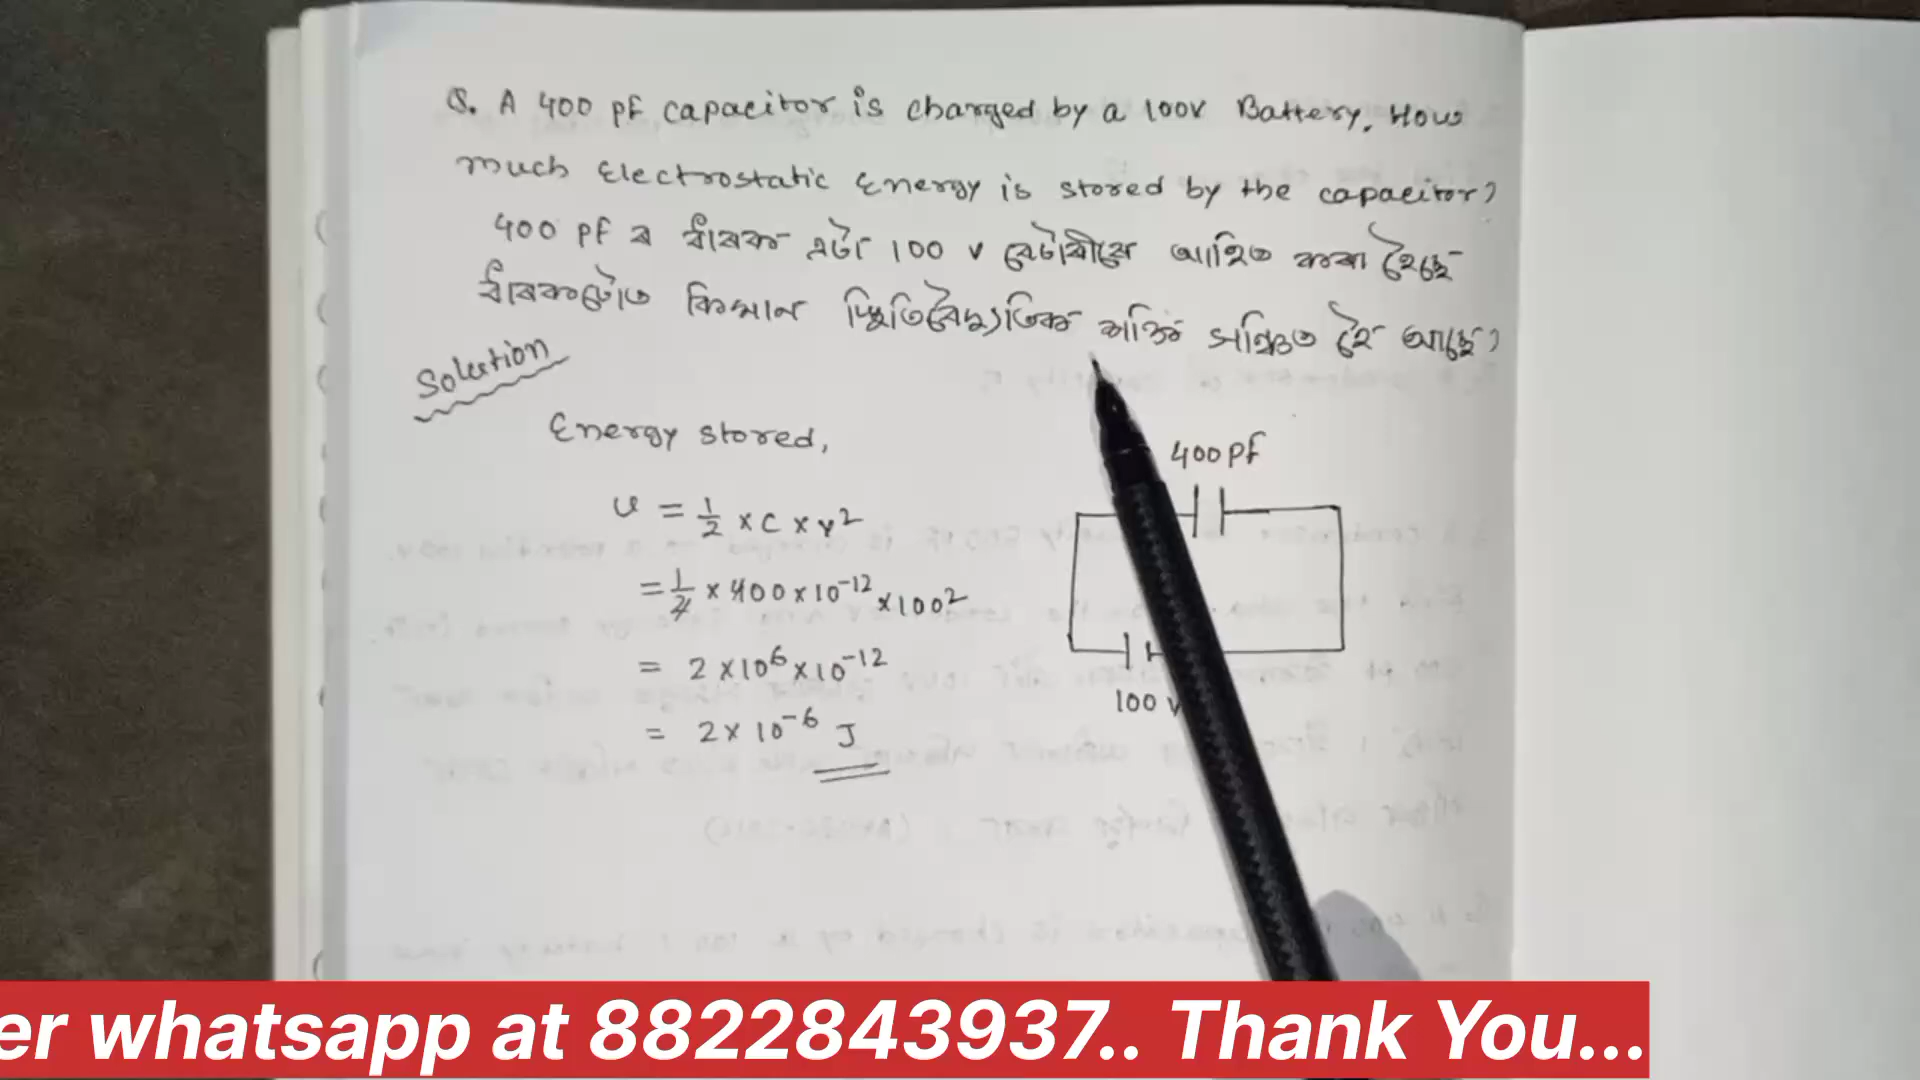 Q. A 400 pf capacitor is charged by a 100v Battery. How
much Electrostatic Energy is stored by the capacitor?
400 pf ৰ ধাৰক এটা 100 v বেটাৰীৰে আহিত কৰা হৈছে
ধাৰকটোত কিমান স্থিতিবৈদ্যুতিক শক্তি সঞ্চিত হৈ আছে?
Solution
Energy stored,
400 pf
U = 1/2 × C × V²
= 1/2 × 400 × 10⁻¹² × 100²
= 2 × 10⁶ × 10⁻¹²
100 v
= 2 × 10⁻⁶ J
er whatsapp at 8822843937.. Thank You...